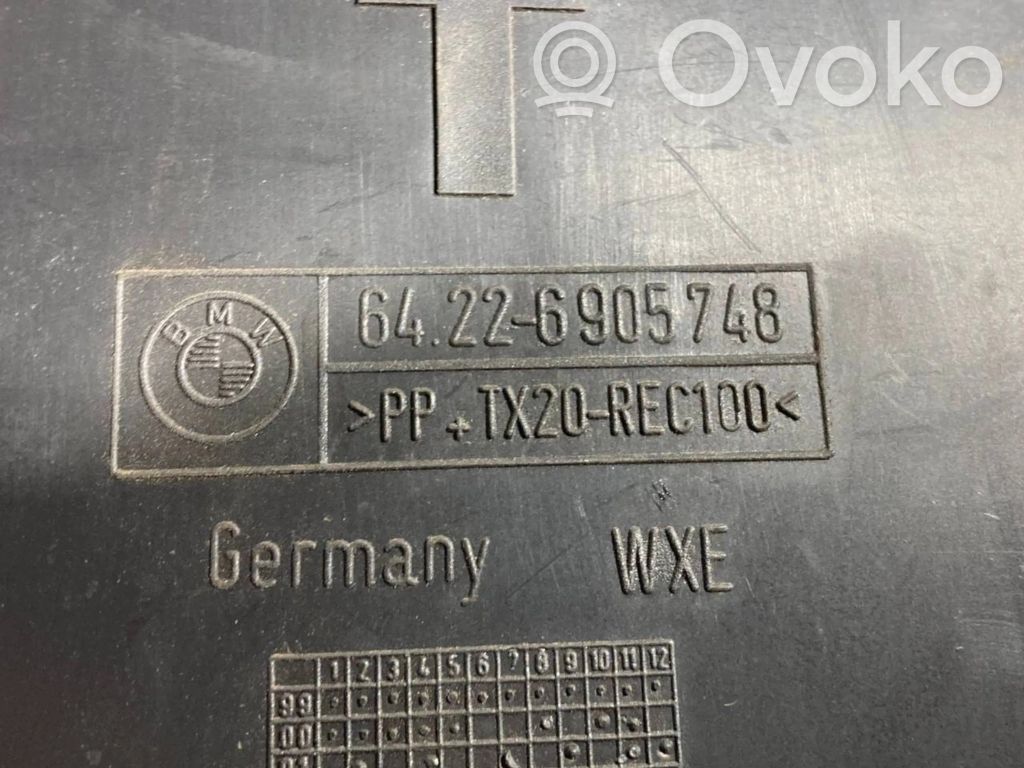 Ovoko
BMW
64.22-6905748
>PP+TX20-REC100<
Germany WXE
1 2 3 4 5 6 7 8 9 10 11 12
99
00
01